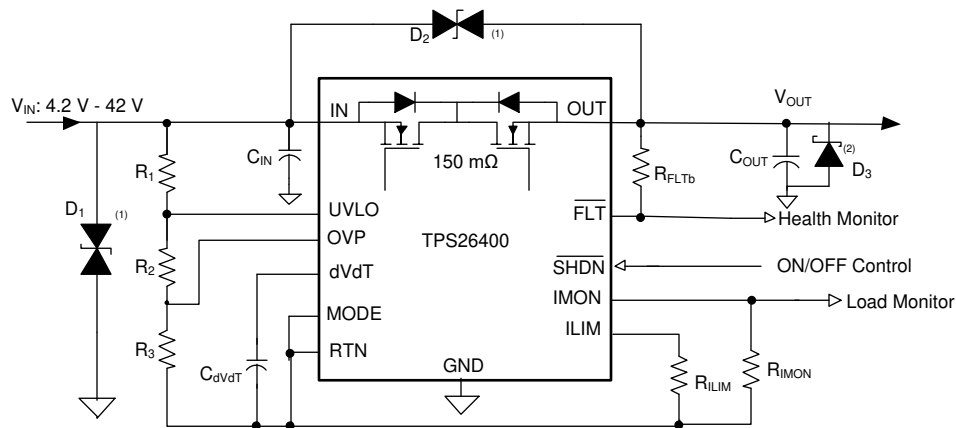 D2 (1)
VIN: 4.2 V - 42 V
IN
OUT
VOUT
CIN
150 mΩ
COUT
(2)
D3
R1
RFLTb
D1 (1)
UVLO
FLT
Health Monitor
OVP
TPS26400
R2
dVdT
SHDN
ON/OFF Control
IMON
Load Monitor
MODE
ILIM
R3
RTN
GND
CdVdT
RILIM
RIMON